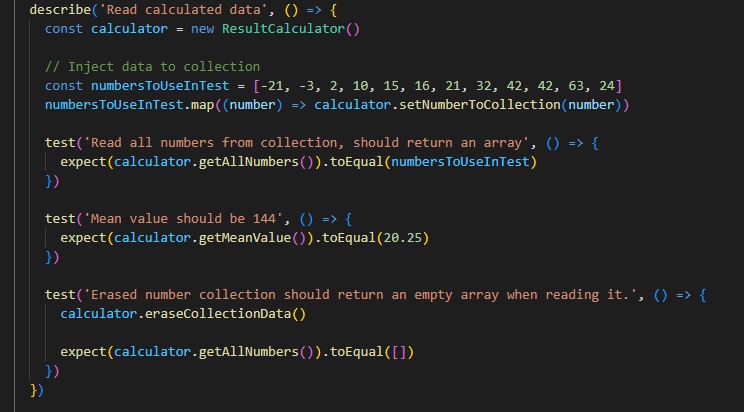 describe('Read calculated data', () => {
const calculator = new ResultCalculator()
// Inject data to collection
const numbersToUseInTest = [-21, -3, 2, 10, 15, 16, 21, 32, 42, 42, 63, 24]
numbersToUseInTest.map((number) => calculator.setNumberToCollection(number))
test('Read all numbers from collection, should return an array', () => {
expect(calculator.getAllNumbers()).toEqual(numbersToUseInTest)
})
test('Mean value should be 144', () => {
expect(calculator.getMeanValue()).toEqual(20.25)
})
test('Erased number collection should return an empty array when reading it.', () => {
calculator.eraseCollectionData()
expect(calculator.getAllNumbers()).toEqual([])
})
})